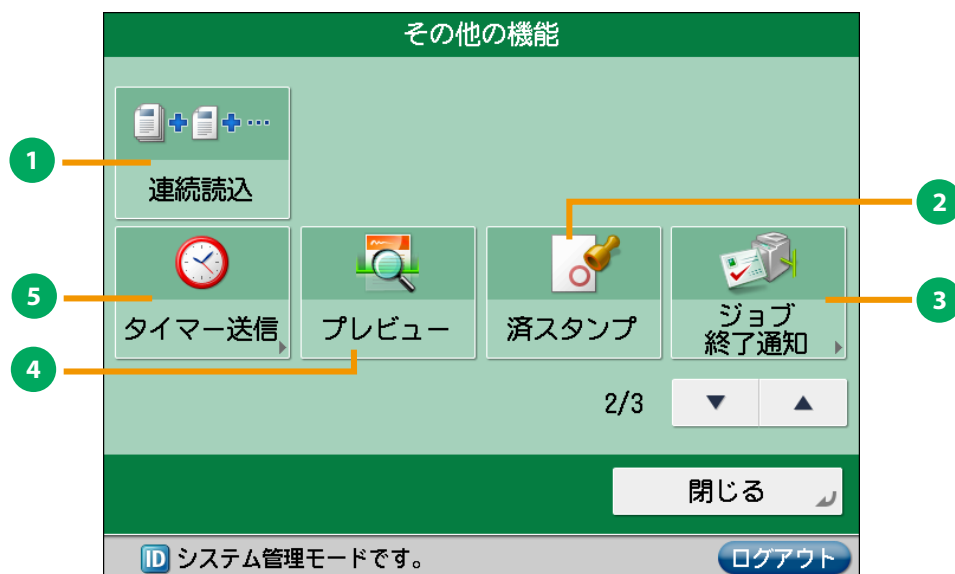 その他の機能
1
連続読込
2
5
タイマー送信
プレビュー
済スタンプ
ジョブ
終了通知
3
4
2/3
閉じる
ID システム管理モードです。
ログアウト